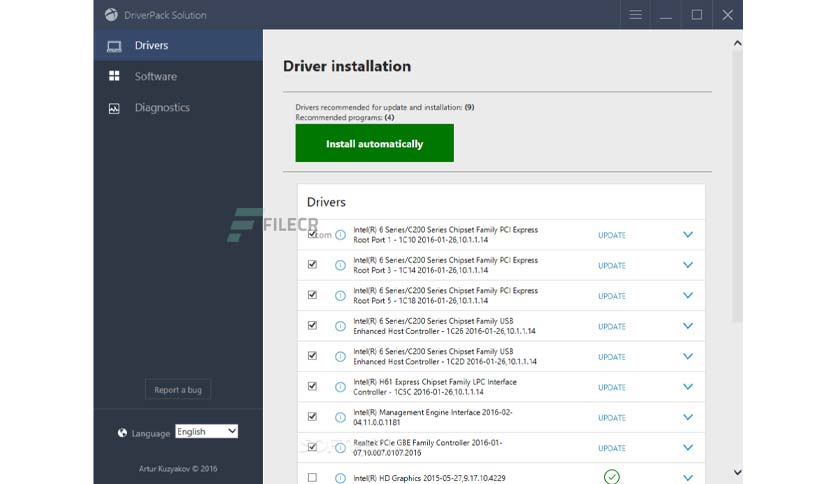 DriverPack Solution
Drivers
Software
Diagnostics
Report a bug
Language English
Artur Kuzyakov © 2016
Driver installation
Drivers recommended for update and installation: (9)
Recommended programs: (4)
Install automatically
Drivers
FILECR
.com
Intel(R) 6 Series/C200 Series Chipset Family PCI Express
Root Port 1 - 1C10 2016-01-26,10.1.1.14
UPDATE
Intel(R) 6 Series/C200 Series Chipset Family PCI Express
Root Port 3 - 1C14 2016-01-26,10.1.1.14
UPDATE
Intel(R) 6 Series/C200 Series Chipset Family PCI Express
Root Port 5 - 1C18 2016-01-26,10.1.1.14
UPDATE
Intel(R) 6 Series/C200 Series Chipset Family USB
Enhanced Host Controller - 1C26 2016-01-26,10.1.1.14
UPDATE
Intel(R) 6 Series/C200 Series Chipset Family USB
Enhanced Host Controller - 1C2D 2016-01-26,10.1.1.14
UPDATE
Intel(R) H61 Express Chipset Family LPC Interface
Controller - 1C5C 2016-01-26,10.1.1.14
UPDATE
Intel(R) Management Engine Interface 2016-02-
04,11.0.0.1181
UPDATE
Realtek PCIe GBE Family Controller 2016-01-
07,10.007.0107.2016
UPDATE
Intel(R) HD Graphics 2015-05-27,9.17.10.4229